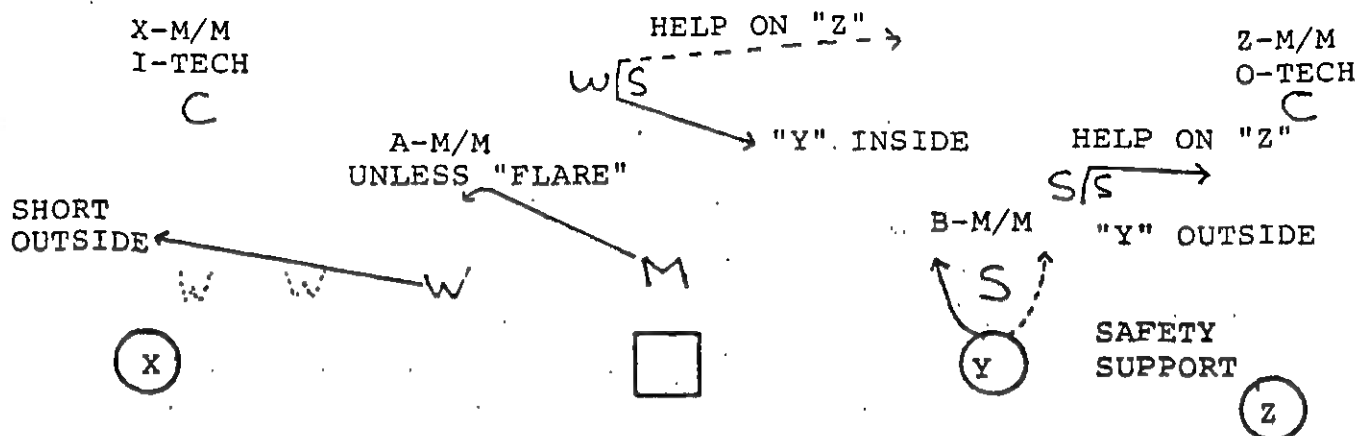 X-M/M
I-TECH
C
HELP ON "Z"
W/S
"Y" INSIDE
Z-M/M
O-TECH
C
A-M/M
UNLESS "FLARE"
HELP ON "Z"
S/S
"Y" OUTSIDE
SHORT
OUTSIDE
W W W
M
B-M/M
S
SAFETY
SUPPORT
X
Y
Z